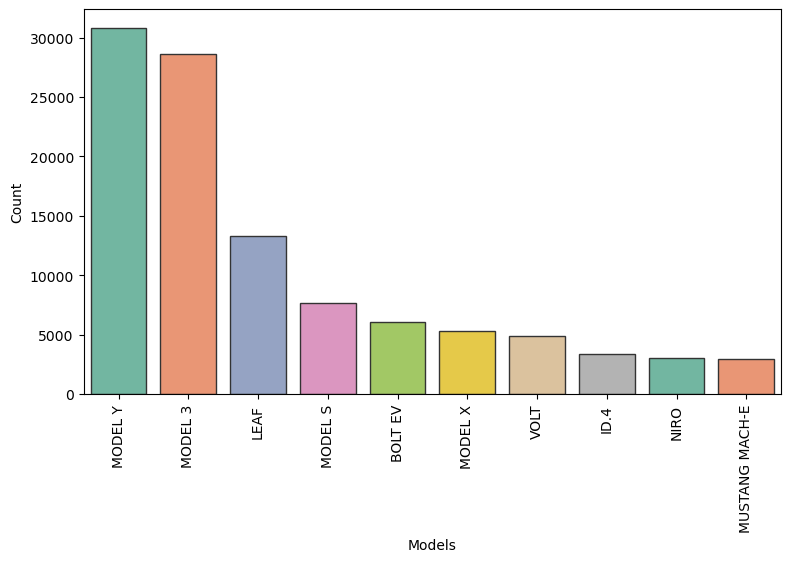 30000
25000
20000
15000
10000
5000
0
Count
MODEL Y
MODEL 3
LEAF
MODEL S
BOLT EV
MODEL X
VOLT
ID.4
NIRO
MUSTANG MACH-E
Models